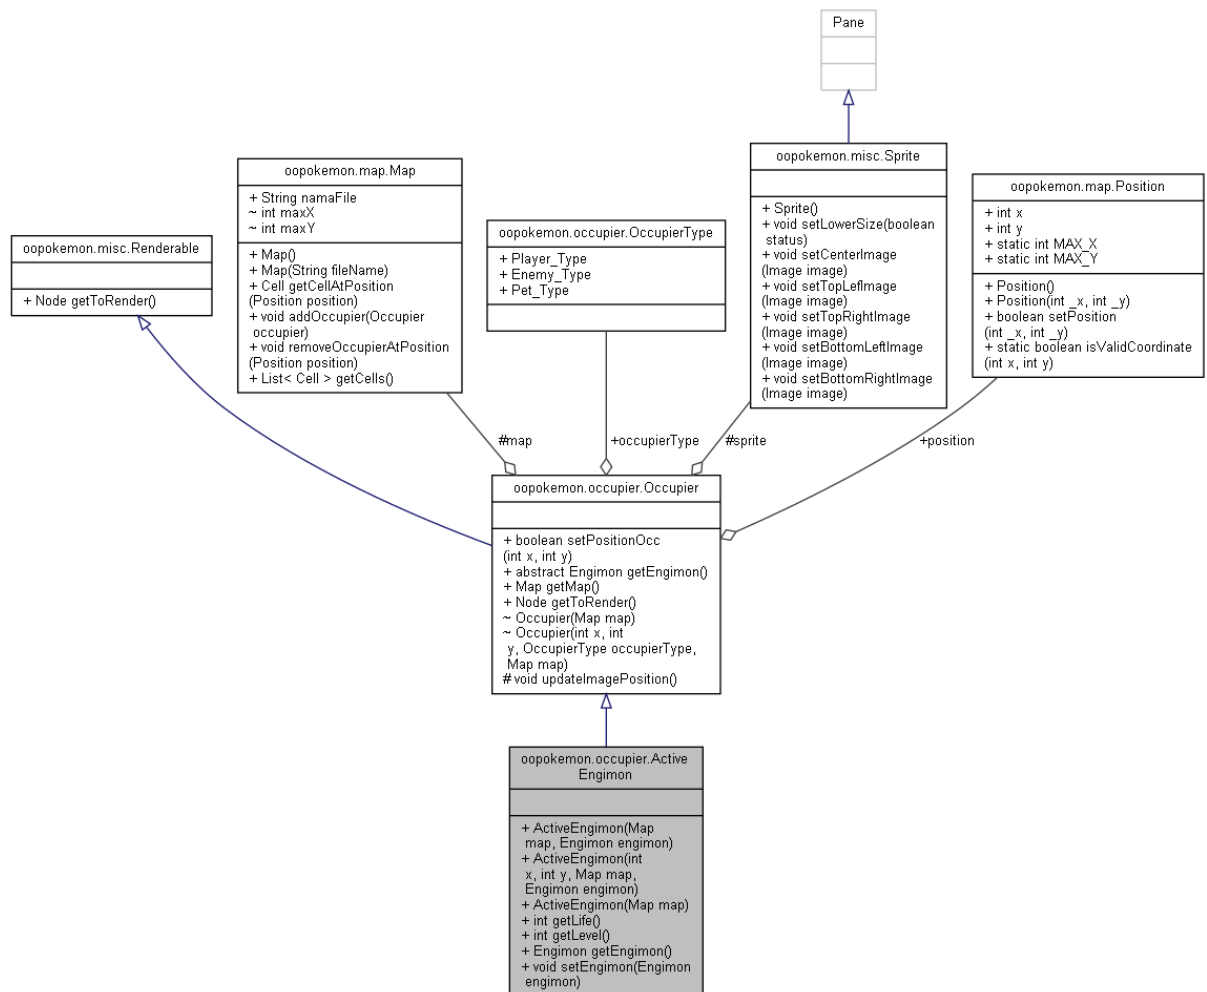 Pane
oopokemon.misc.Sprite
+ Sprite()
+ void setLowerSize(boolean
status)
+ void setCenterImage
(Image image)
+ void setTopLefImage
(Image image)
+ void setTopRightImage
(Image image)
+ void setBottomLeftImage
(Image image)
+ void setBottomRightImage
(Image image)
oopokemon.map.Map
+ String namaFile
~ int maxX
~ int maxY
+ Map()
+ Map(String fileName)
+ Cell getCellAtPosition
(Position position)
+ void addOccupier(Occupier
occupier)
+ void removeOccupierAtPosition
(Position position)
+ List< Cell > getCells()
oopokemon.map.Position
+ int x
+ int y
+ static int MAX_X
+ static int MAX_Y
+ Position()
+ Position(int _x, int _y)
+ boolean setPosition
(int _x, int _y)
+ static boolean isValidCoordinate
(int x, int y)
oopokemon.occupier.OccupierType
+ Player_Type
+ Enemy_Type
+ Pet_Type
oopokemon.misc.Renderable
+ Node getToRender()
#map
+occupierType
#sprite
+position
oopokemon.occupier.Occupier
+ boolean setPositionOcc
(int x, int y)
+ abstract Engimon getEngimon()
+ Map getMap()
+ Node getToRender()
~ Occupier(Map map)
~ Occupier(int x, int
y, OccupierType occupierType,
Map map)
# void updateImagePosition()
oopokemon.occupier.Active
Engimon
+ ActiveEngimon(Map
map, Engimon engimon)
+ ActiveEngimon(int
x, int y, Map map,
Engimon engimon)
+ ActiveEngimon(Map map)
+ int getLife()
+ int getLevel()
+ Engimon getEngimon()
+ void setEngimon(Engimon
engimon)